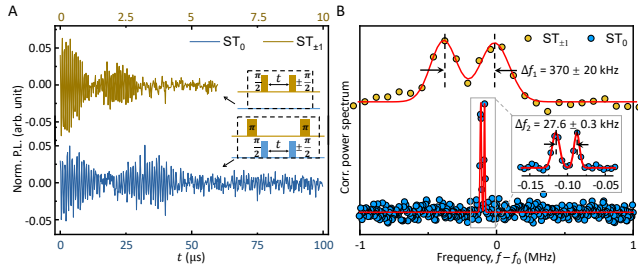 A
0 2.5 5.0 7.5 10.0
ST0 ST±1
Norm. P.L. (arb. unit)
0.05
0.00
-0.05
0.05
0.00
-0.05
π/2 t ±π/2
π π
π/2 t ±π/2
0 25 50 75 100
t (μs)
B
ST±1 ST0
Δf1 = 370 ± 20 kHz
Δf2 = 27.6 ± 0.3 kHz
-0.15 -0.10 -0.05
Corr. power spectrum
-1 0 1
Frequency, f – f0 (MHz)